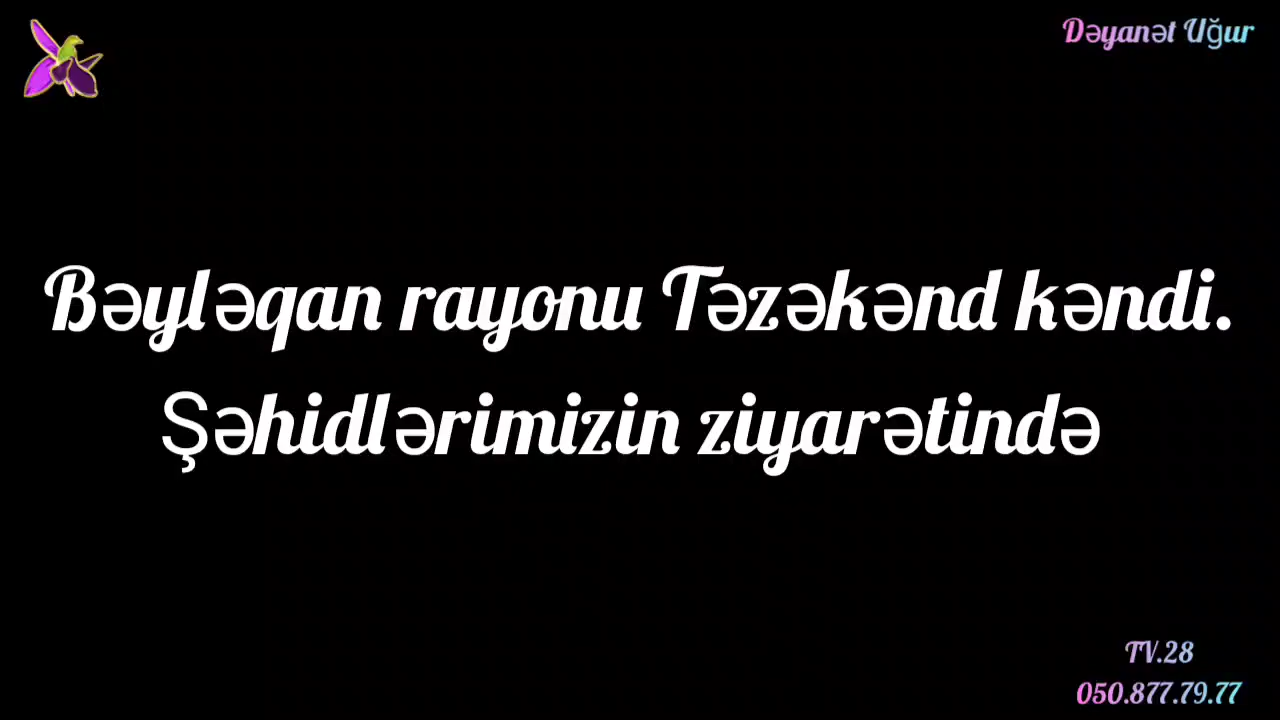 Dəyanət Uğur
Bəyləqan rayonu Təzəkənd kəndi.
Şəhidlərimizin ziyarətində
TV.28
050.877.79.77